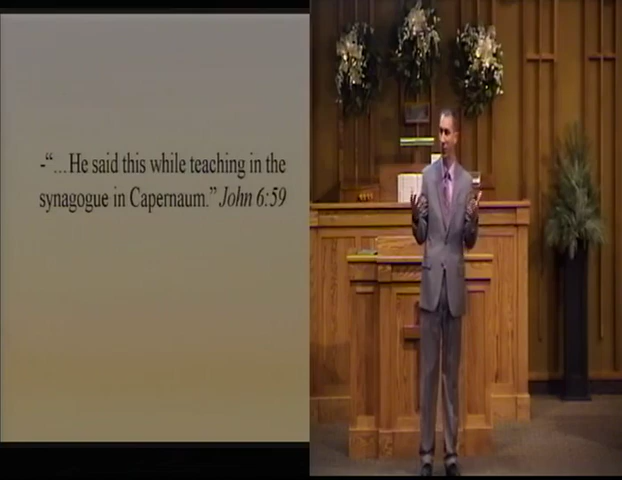 -“…He said this while teaching in the
synagogue in Capernaum.” John 6:59